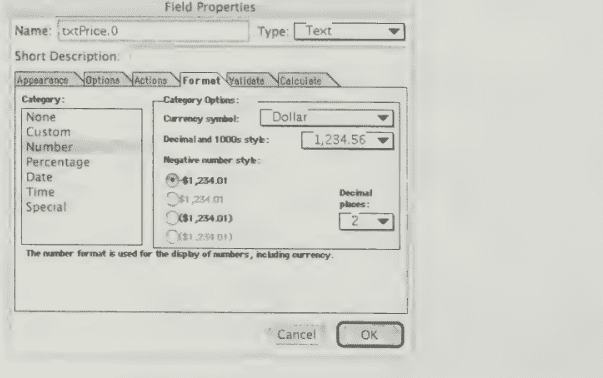 Field Properties
Name: txtPrice.0 Type: Text
Short Description:
Appearance Options Actions Format Validate Calculate
Category:
None
Custom
Number
Percentage
Date
Time
Special
Category Options:
Currency symbol: Dollar
Decimal and 1000s style: 1,234.56
Negative number style:
-$1,234.01
$1,234.01
($1,234.01)
($1,234.01)
Decimal
places:
2
The number format is used for the display of numbers, including currency.
Cancel OK